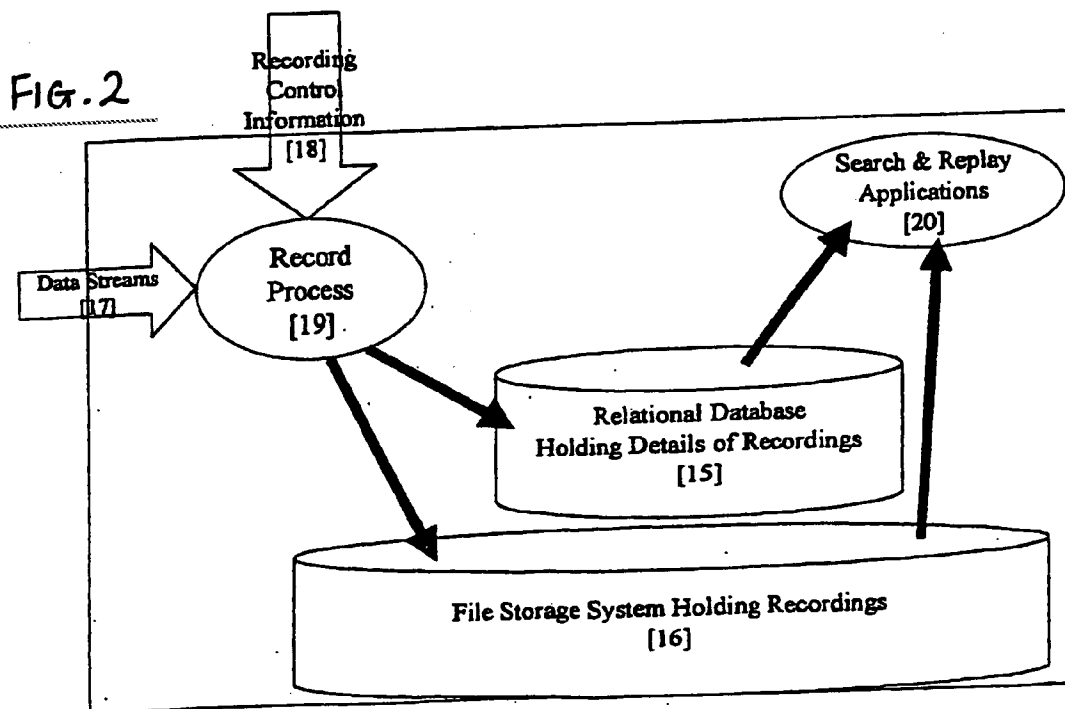 FIG. 2
Recording
Control
Information
[18]
Search & Replay
Applications
[20]
Record
Process
[19]
Data Streams
[17]
Relational Database
Holding Details of Recordings
[15]
File Storage System Holding Recordings
[16]